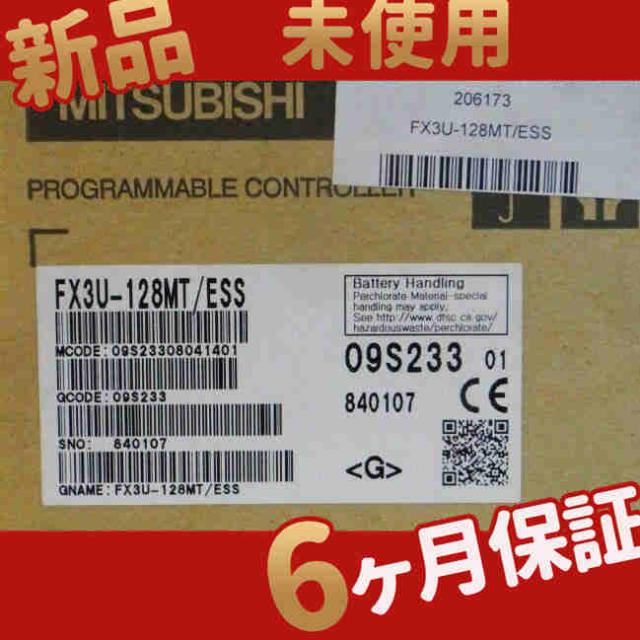 新品 未使用
MITSUBISHI
206173
FX3U-128MT/ESS
PROGRAMMABLE CONTROLLER
FX3U-128MT/ESS
MCODE: 09S23308041401
QCODE: 09S233
SNO: 840107
GNAME: FX3U-128MT/ESS
Battery Handling
Perchlorate Material-special
handling may apply.
See http://www.dtsc.ca.gov/
hazardouswaste/perchlorate/
09S233 01
840107 CE
<G>
6ヶ月保証